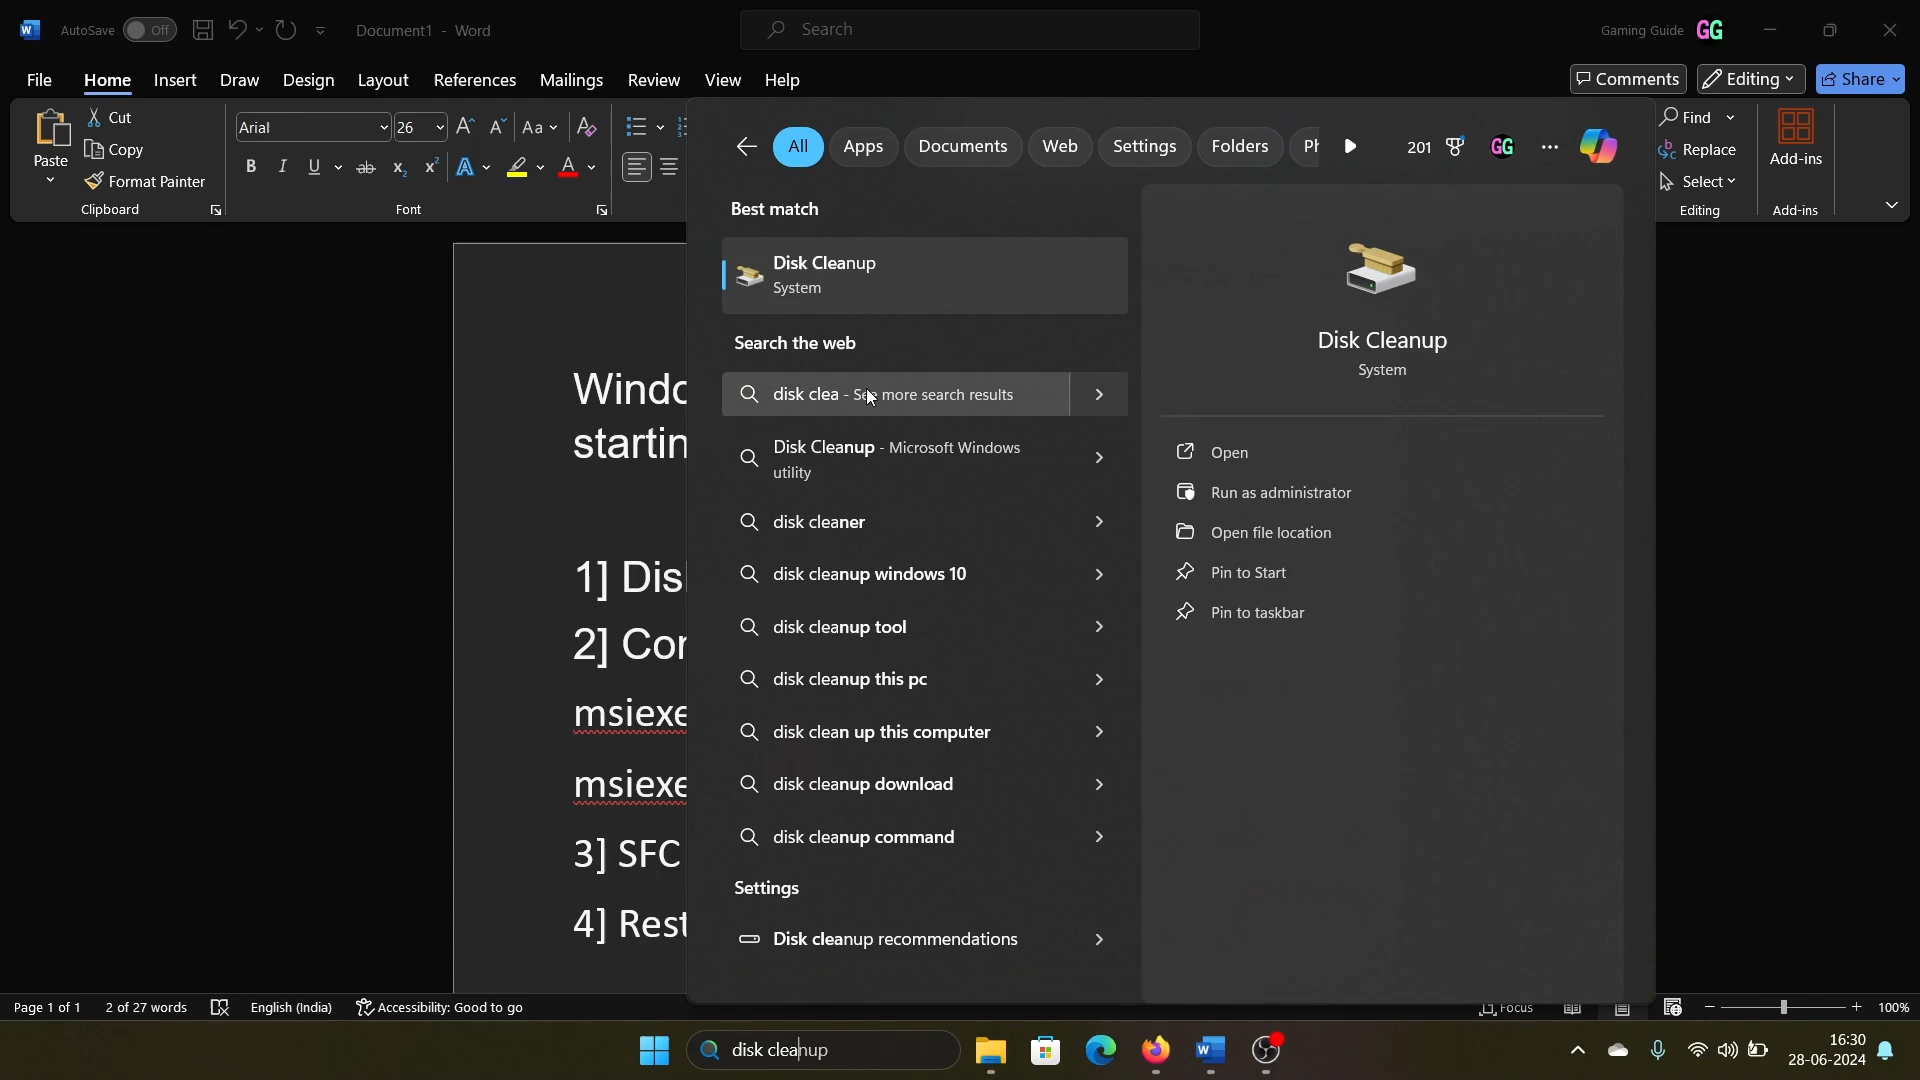 AutoSave Off Document1 - Word
Search
Gaming Guide GG
File Home Insert Draw Design Layout References Mailings Review View Help
Comments Editing Share
Paste
Cut
Copy
Format Painter
Clipboard
Arial 26
Font
Find
Replace
Select
Editing
Add-ins
Add-ins
All Apps Documents Web Settings Folders
201 GG
Best match
Disk Cleanup
System
Search the web
disk clea - See more search results
Disk Cleanup - Microsoft Windows
utility
disk cleaner
disk cleanup windows 10
disk cleanup tool
disk cleanup this pc
disk clean up this computer
disk cleanup download
disk cleanup command
Settings
Disk cleanup recommendations
Disk Cleanup
System
Open
Run as administrator
Open file location
Pin to Start
Pin to taskbar
1]
2]
3] SFC
4]
Page 1 of 1 2 of 27 words English (India) Accessibility: Good to go
Focus 100%
disk cleanup
16:30
28-06-2024